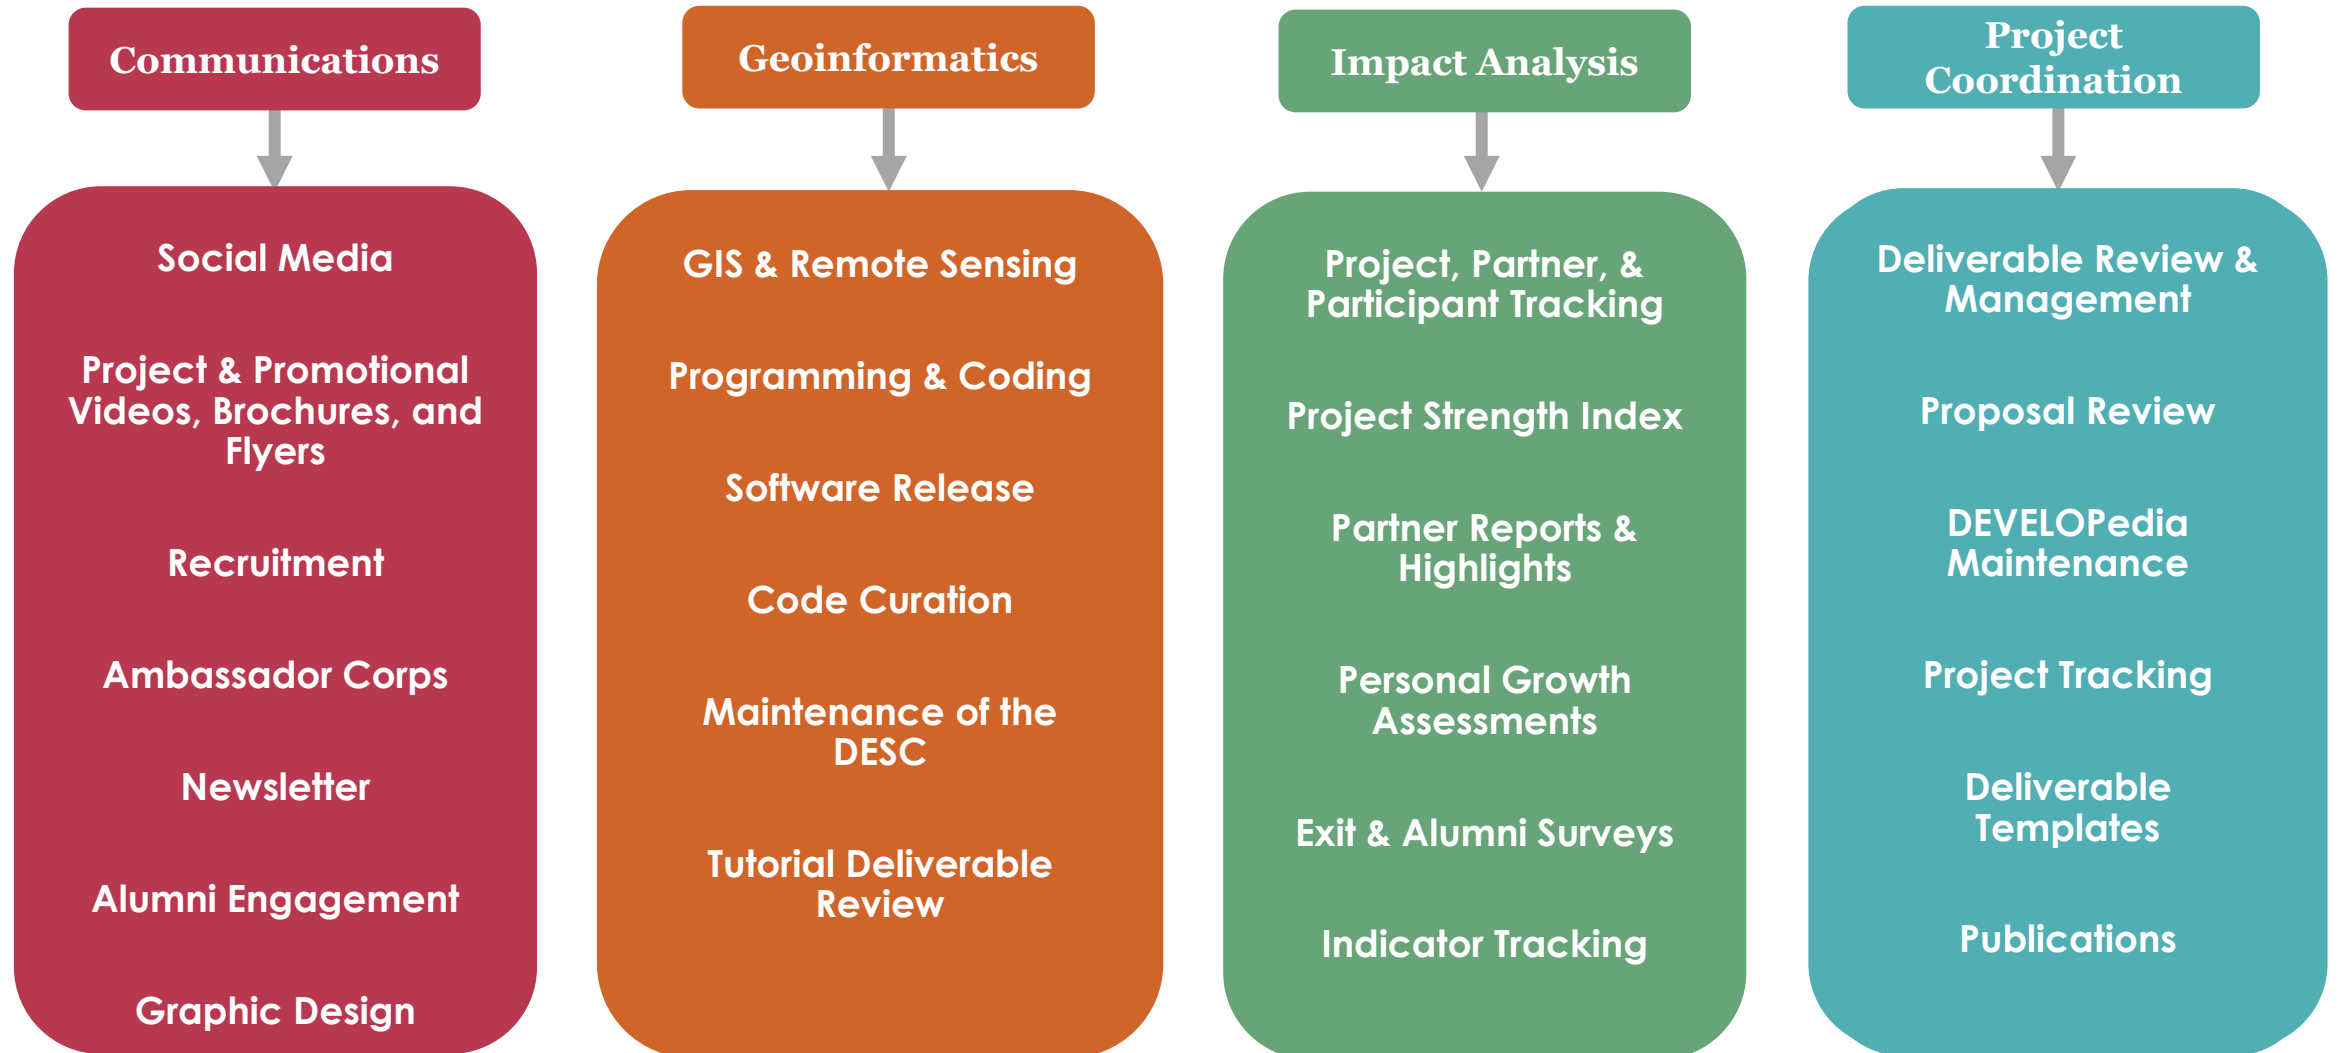 Communications
Social Media
Project & Promotional
Videos, Brochures, and
Flyers
Recruitment
Ambassador Corps
Newsletter
Alumni Engagement
Graphic Design
Geoinformatics
GIS & Remote Sensing
Programming & Coding
Software Release
Code Curation
Maintenance of the
DESC
Tutorial Deliverable
Review
Impact Analysis
Project, Partner, &
Participant Tracking
Project Strength Index
Partner Reports &
Highlights
Personal Growth
Assessments
Exit & Alumni Surveys
Indicator Tracking
Project
Coordination
Deliverable Review &
Management
Proposal Review
DEVELOPedia
Maintenance
Project Tracking
Deliverable
Templates
Publications